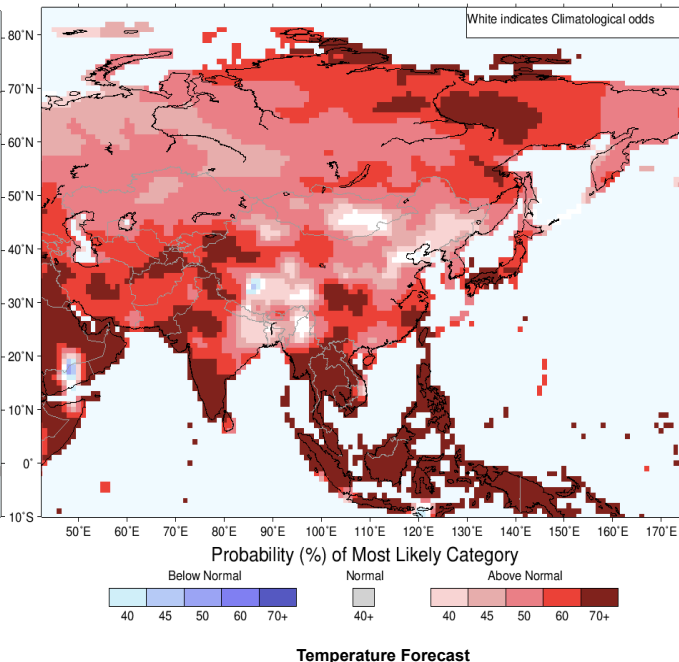 White indicates Climatological odds
80˚N
70˚N
60˚N
50˚N
40˚N
30˚N
20˚N
10˚N
0˚
10˚S
50˚E 60˚E 70˚E 80˚E 90˚E 100˚E 110˚E 120˚E 130˚E 140˚E 150˚E 160˚E 170˚E
Probability (%) of Most Likely Category
Below Normal Normal Above Normal
40 45 50 60 70+ 40+ 40 45 50 60 70+
Temperature Forecast